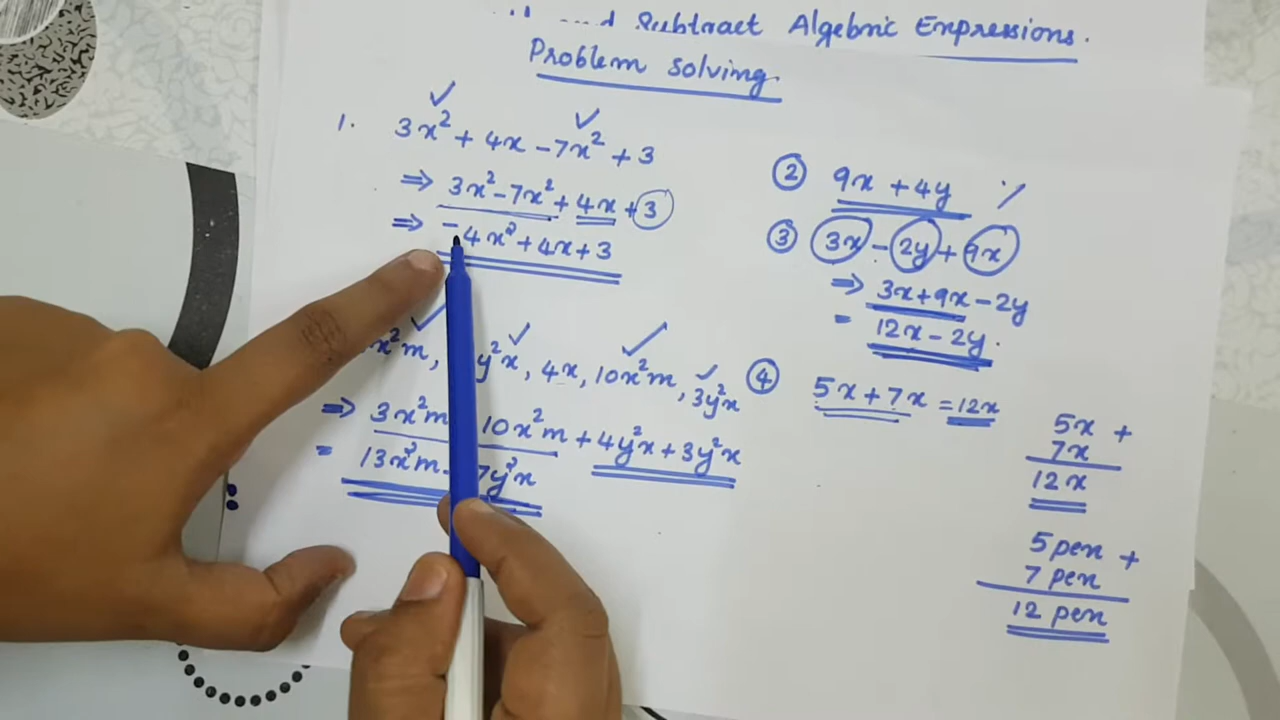 Subtract Algebric Expressions.
Problem Solving
1. 3x² + 4x - 7x² + 3
⇒ 3x² - 7x² + 4x + 3
⇒ -4x² + 4x + 3
x²m, y²x, 4x, 10x²m, 3y²x
⇒ 3x²m 10x²m + 4y²x + 3y²x
= 13x²m 7y²x
② 9x + 4y
③ 3x - 2y + 9x
⇒ 3x + 9x - 2y
= 12x - 2y.
④ 5x + 7x = 12x
5x +
7x
12x
5 pen +
7 pen
12 pen